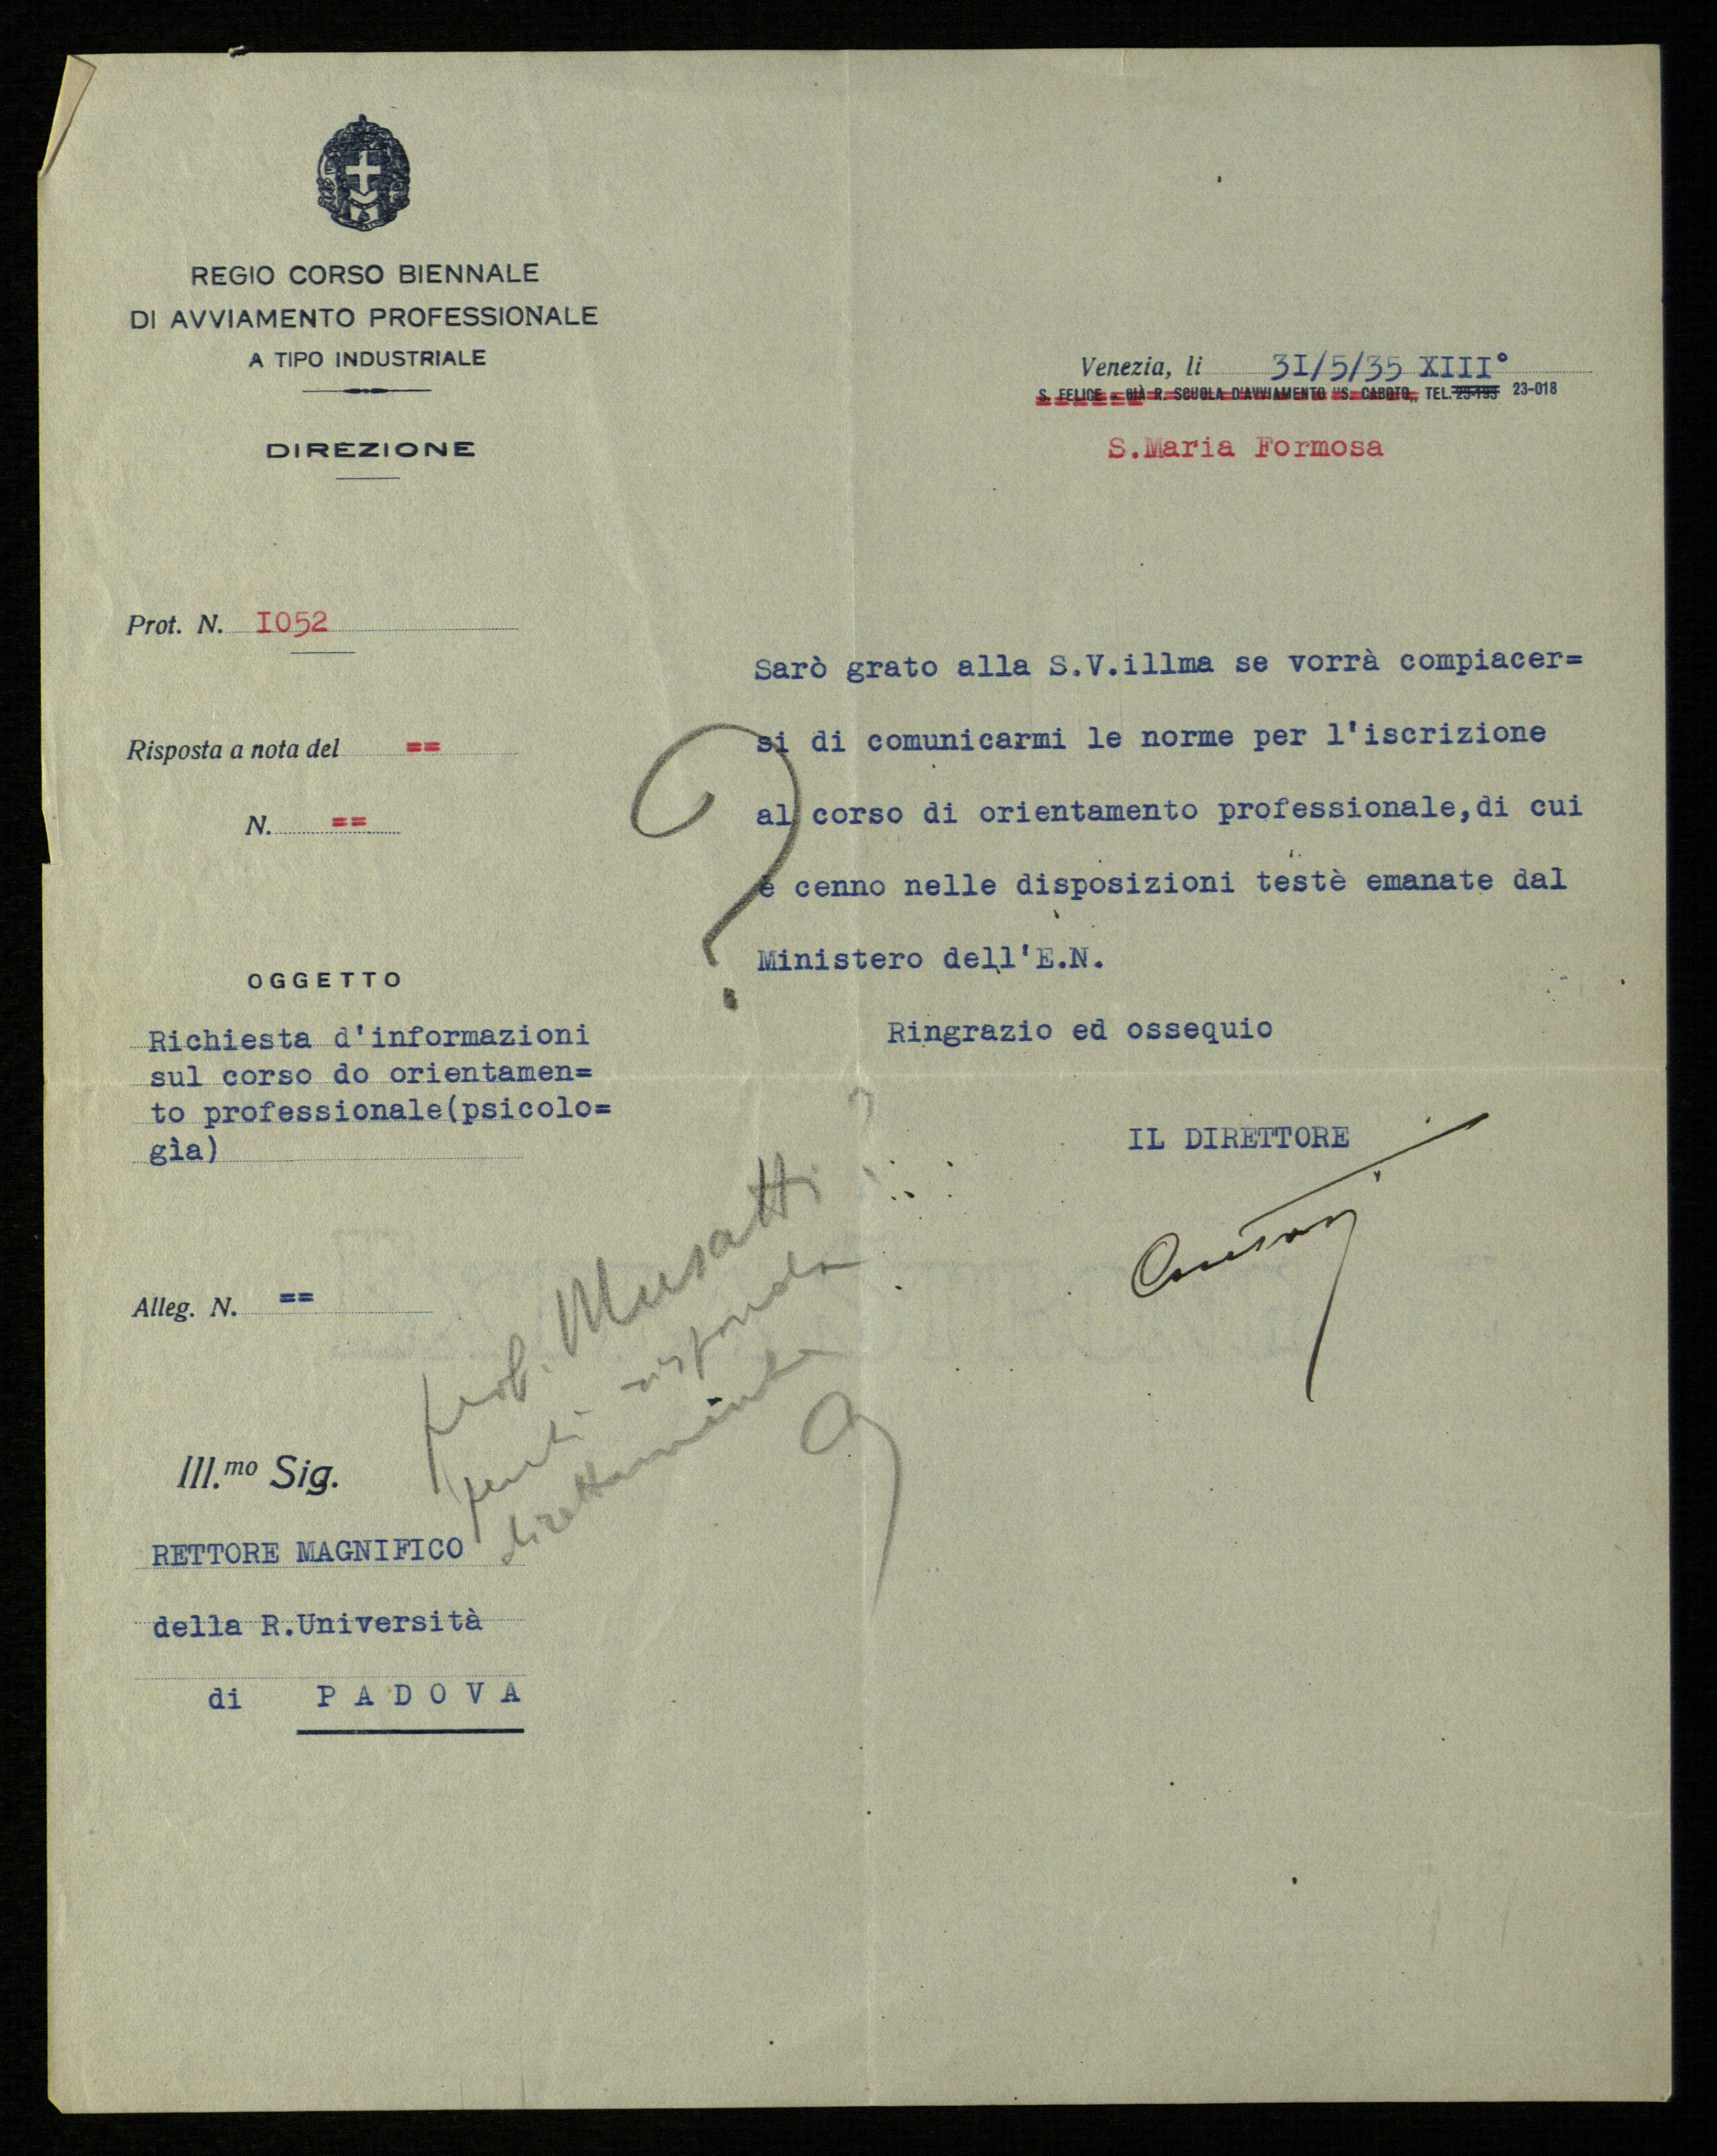 REGIO CORSO BIENNALE
DI AVVIAMENTO PROFESSIONALE
A TIPO INDUSTRIALE
DIREZIONE
Venezia, li 31/5/35 XIII°
S. FELICE - GIÀ R. SCUOLA D'AVVIAMENTO "S. CABOTO" TEL. 23-193 23-018
S.Maria Formosa
Prot. N. I052
Risposta a nota del ==
N. ==
OGGETTO
Richiesta d'informazioni
sul corso do orientamen=
to professionale(psicolo=
gìa)
Alleg. N. ==
Ill.mo Sig.
RETTORE MAGNIFICO
della R.Università
di P A D O V A
Sarò grato alla S.V.illma se vorrà compiacer=
si di comunicarmi le norme per l'iscrizione
al corso di orientamento professionale,di cui
è cenno nelle disposizioni testè emanate dal
Ministero dell'E.N.
Ringrazio ed ossequio
IL DIRETTORE
?
prof. Musatti ?
risponda
direttamente